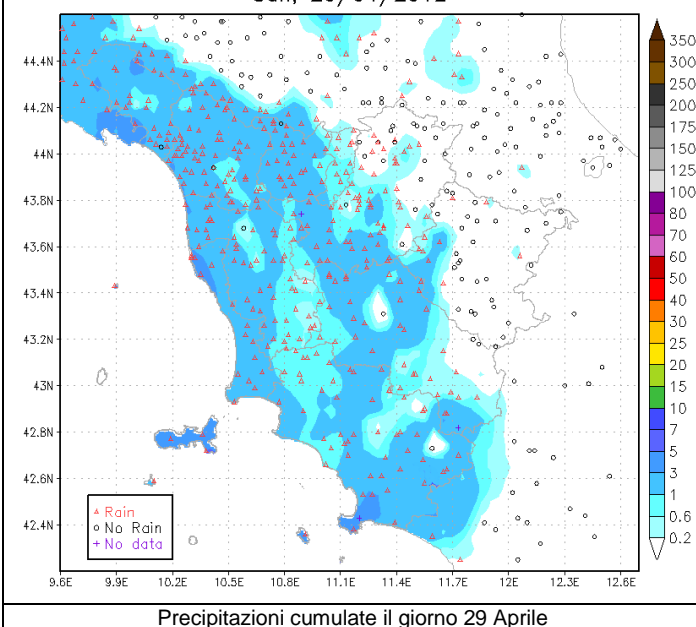 44.4N
44.2N
44N
43.8N
43.6N
43.4N
43.2N
43N
42.8N
42.6N
42.4N
9.6E 9.9E 10.2E 10.5E 10.8E 11.1E 11.4E 11.7E 12E 12.3E 12.6E
Rain
No Rain
No data
350
300
250
200
175
150
125
100
80
70
60
50
40
30
25
20
15
10
7
5
3
1
0.6
0.2
Precipitazioni cumulate il giorno 29 Aprile